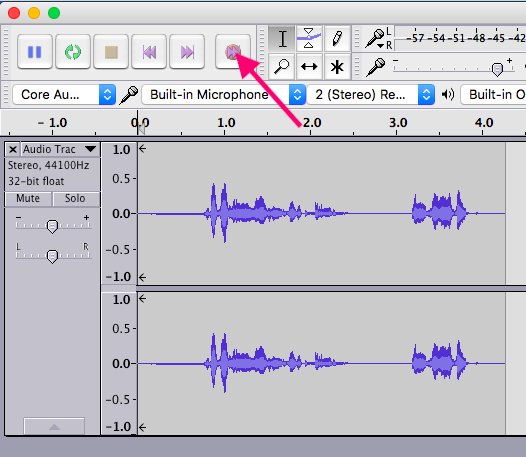 L
R
-57 -54 -51 -48 -45 -42
- +
Core Au... Built-in Microphone 2 (Stereo) Re... Built-in O
- 1.0 0.0 1.0 2.0 3.0 4.0
× Audio Trac ▼ 1.0
Stereo, 44100Hz
32-bit float 0.5-
Mute Solo
- + 0.0-
L R
-0.5-
-1.0
1.0
0.5-
0.0-
-0.5-
-1.0